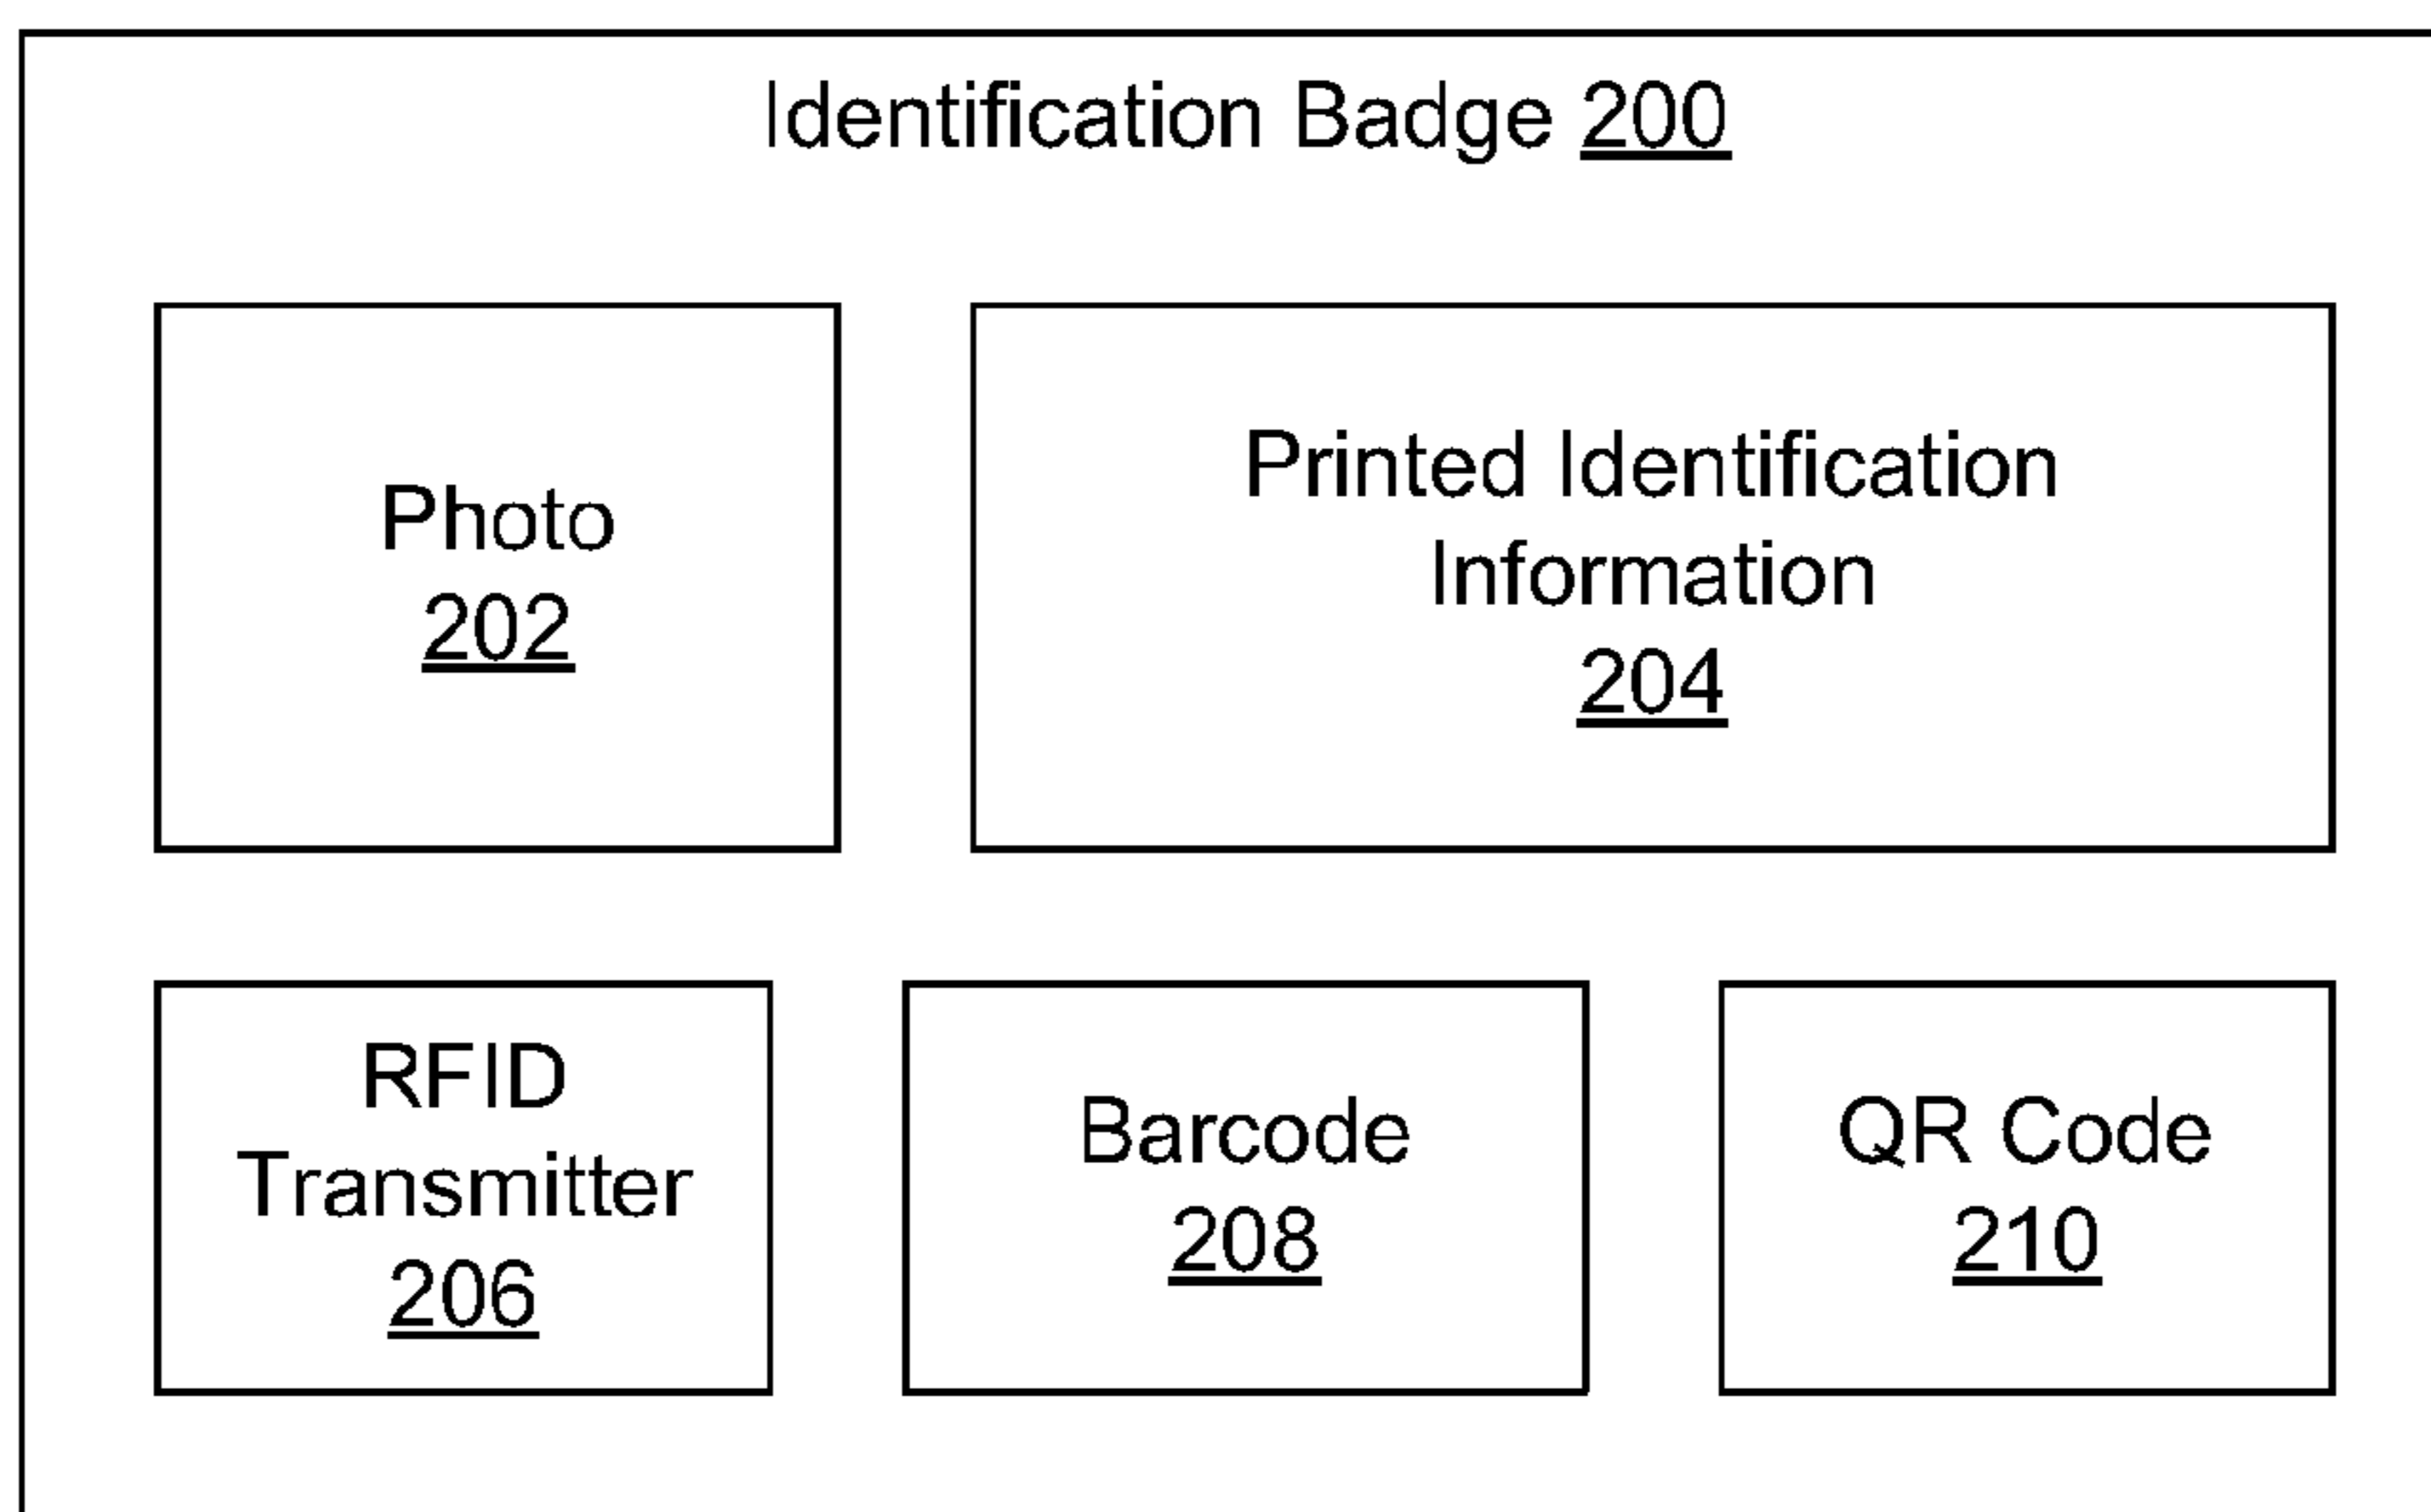 Identification Badge 200
Photo
202
Printed Identification
Information
204
RFID
Transmitter
206
Barcode
208
QR Code
210